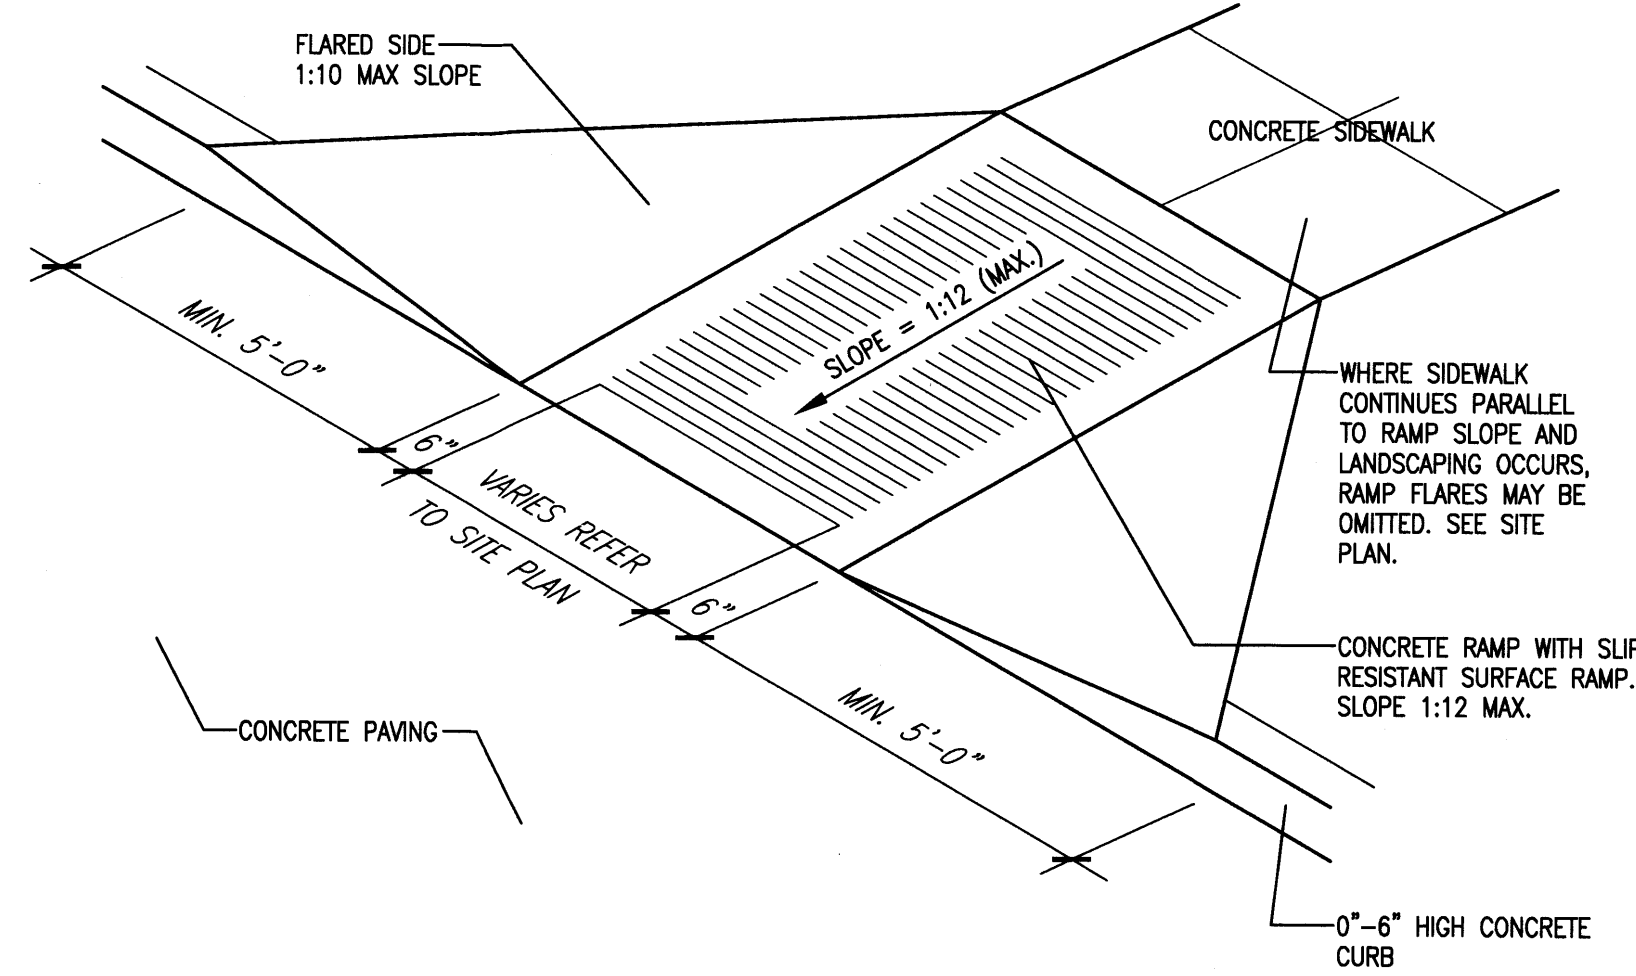 FLARED SIDE
1:10 MAX SLOPE
CONCRETE SIDEWALK
SLOPE = 1:12 (MAX.)
MIN. 5'-0"
6"
VARIES REFER
TO SITE PLAN
6"
MIN. 5'-0"
WHERE SIDEWALK
CONTINUES PARALLEL
TO RAMP SLOPE AND
LANDSCAPING OCCURS,
RAMP FLARES MAY BE
OMITTED. SEE SITE
PLAN.
CONCRETE RAMP WITH SLIP
RESISTANT SURFACE RAMP.
SLOPE 1:12 MAX.
CONCRETE PAVING
0"-6" HIGH CONCRETE
CURB